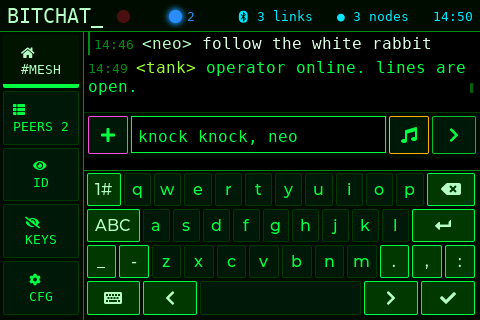 BITCHAT_ 2 3 links 3 nodes 14:50
#MESH
PEERS 2
ID
KEYS
CFG
14:46 <neo> follow the white rabbit
14:49 <tank> operator online. lines are
open.
+ knock knock, neo
1# q w e r t y u i o p
ABC a s d f g h j k l
_ - z x c v b n m . , :